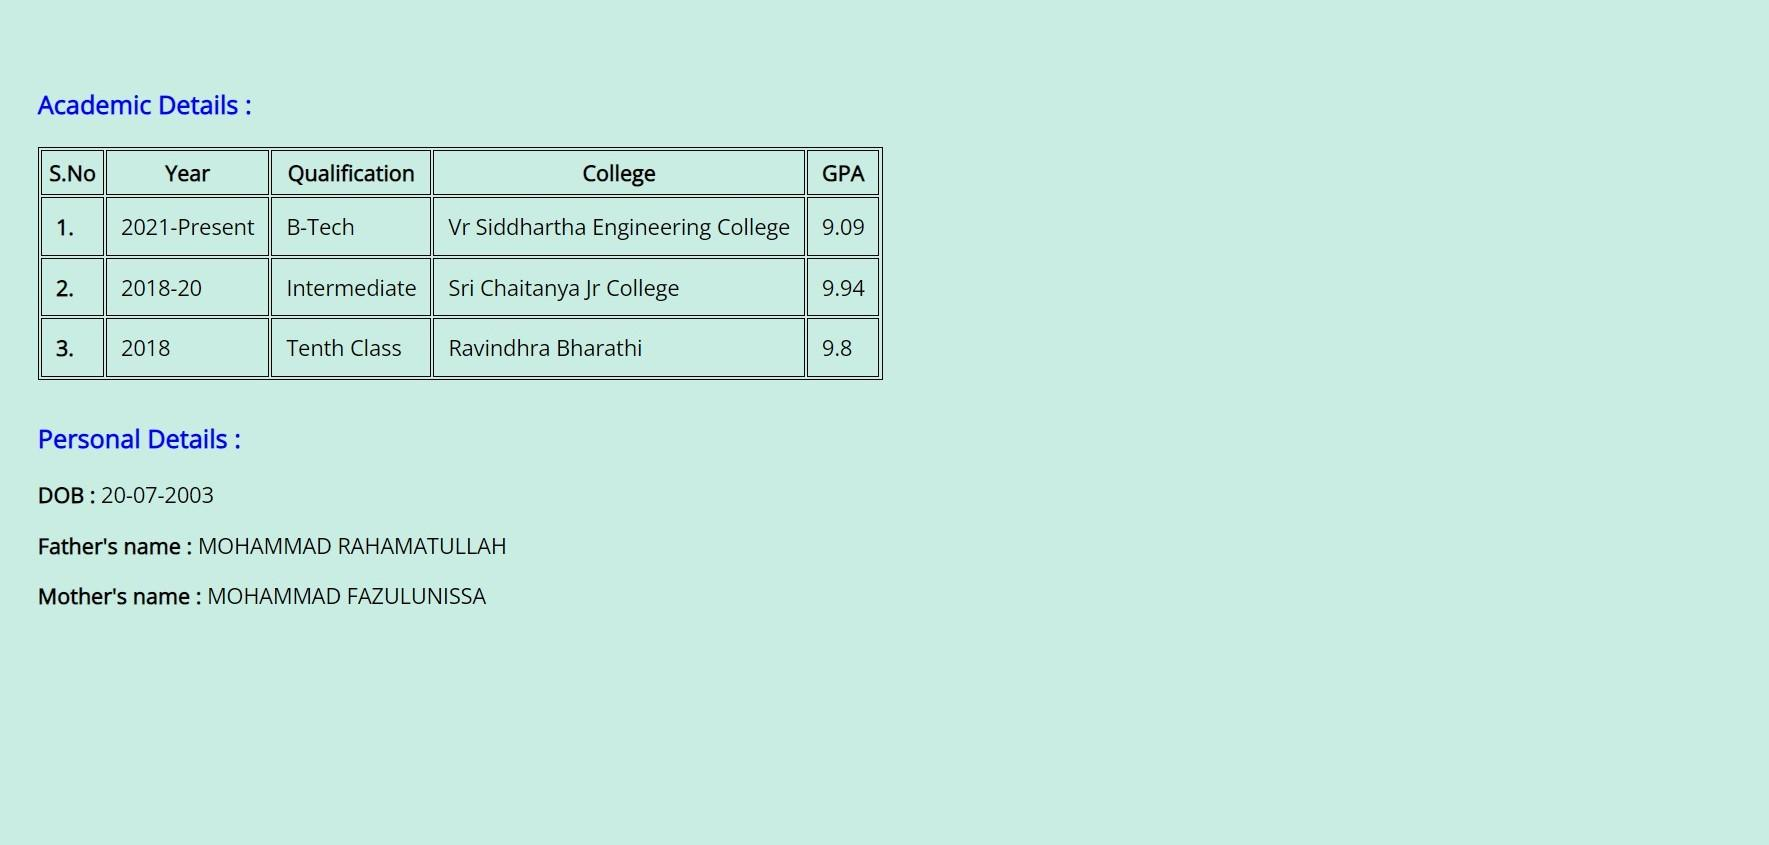 Academic Details :
S.No Year Qualification College GPA
1. 2021-Present B-Tech Vr Siddhartha Engineering College 9.09
2. 2018-20 Intermediate Sri Chaitanya Jr College 9.94
3. 2018 Tenth Class Ravindhra Bharathi 9.8
Personal Details :
DOB : 20-07-2003
Father's name : MOHAMMAD RAHAMATULLAH
Mother's name : MOHAMMAD FAZULUNISSA